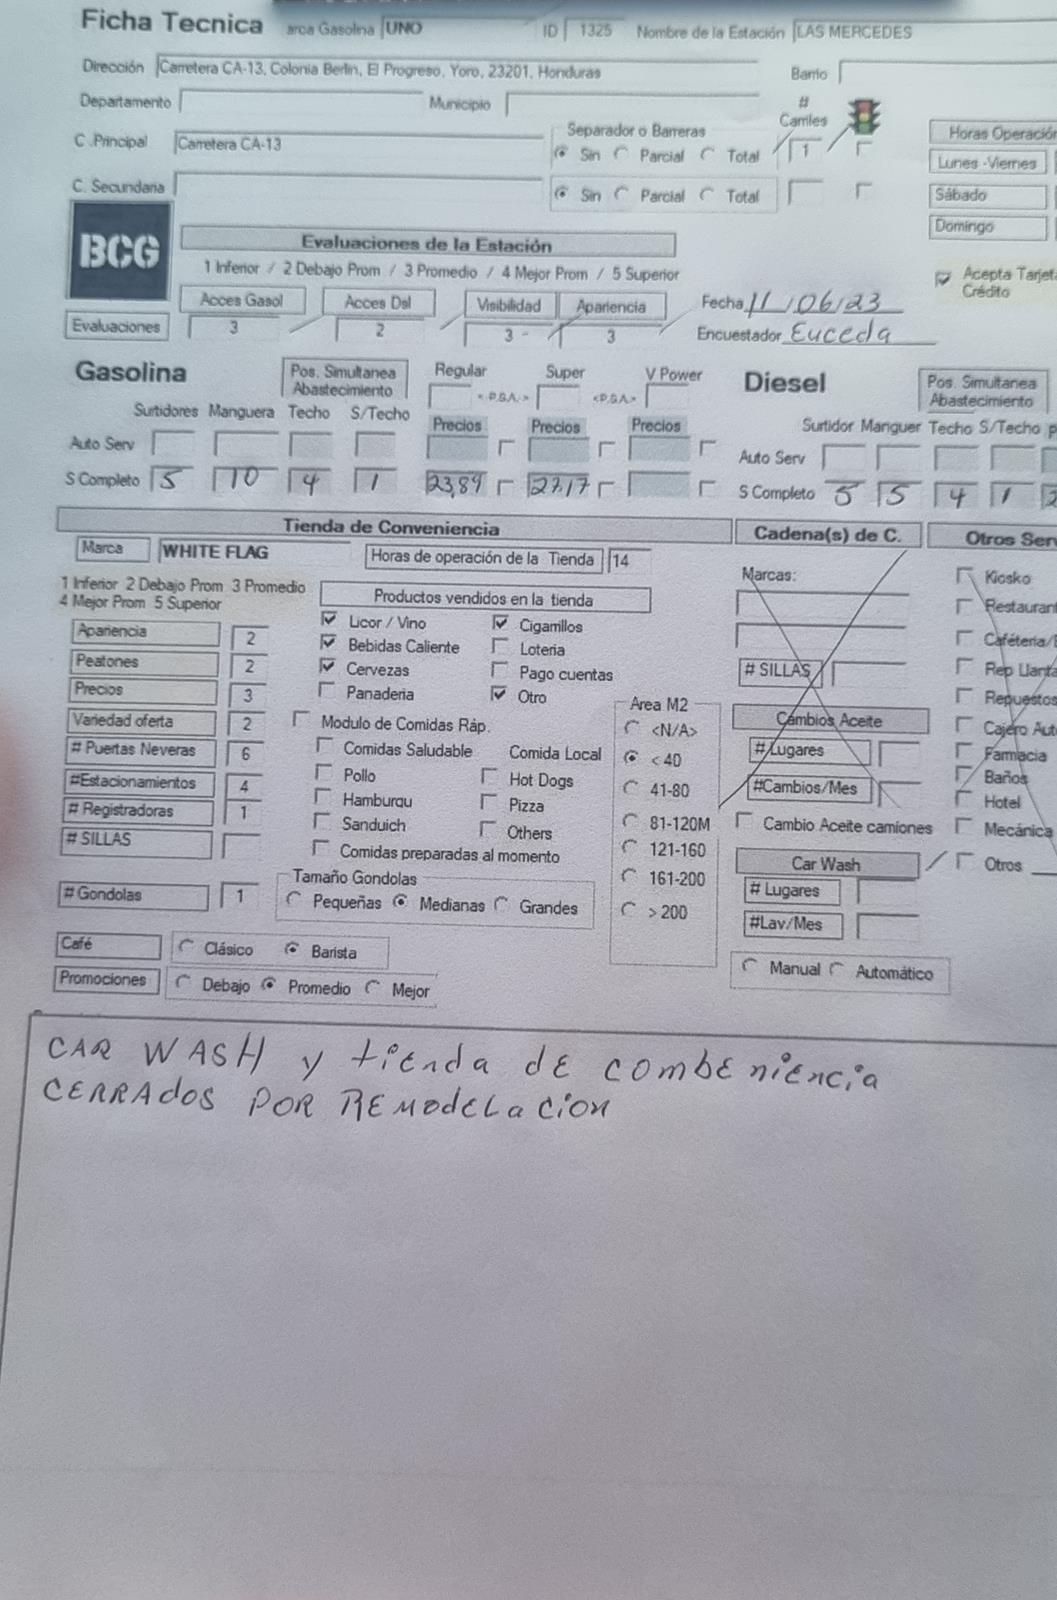 Ficha Tecnica arca Gasolina UNO ID 1325 Nombre de la Estación LAS MERCEDES
Dirección Carretera CA-13, Colonia Berlin, El Progreso, Yoro, 23201, Honduras Barrio
Departamento Municipio # Carriles
C .Principal Carretera CA-13 Separador o Barreras Sin Parcial Total 1
Horas Operación
Lunes -Viernes
C. Secundaria Sin Parcial Total
Sábado
Domingo
BCG
Evaluaciones de la Estación
1 Inferior / 2 Debajo Prom / 3 Promedio / 4 Mejor Prom / 5 Superior
Acepta Tarjet
Crédito
Acces Gasol Acces Dsl Visibilidad Apariencia Fecha 11/06/23
Evaluaciones 3 2 3 3 Encuestador Euceda
Gasolina Pos. Simultanea Abastecimiento Regular Super V Power Diesel Pos. Simultanea Abastecimiento
<.P.G.A.> <P.G.A>
Surtidores Manguera Techo S/Techo Precios Precios Precios Surtidor Manguer Techo S/Techo
Auto Serv Auto Serv
S Completo 5 10 4 1 23,89 27,17 S Completo 5 5 4 1
Tienda de Conveniencia Cadena(s) de C. Otros Ser
Marca WHITE FLAG Horas de operación de la Tienda 14
1 Inferior 2 Debajo Prom 3 Promedio
4 Mejor Prom 5 Superior
Productos vendidos en la tienda
Marcas:
Kiosko
Apariencia 2 Licor / Vino Cigarrillos Restauran
Peatones 2 Bebidas Caliente Loteria Cafétería/
Precios 3 Cervezas Pago cuentas # SILLAS Rep Llanta
Panaderia Otro Area M2 Repuestos
Variedad oferta 2 Modulo de Comidas Ráp. <N/A> Cambios Aceite Cajero Aut
# Puertas Neveras 6 Comidas Saludable Comida Local < 40 # Lugares Farmacia
#Estacionamientos 4 Pollo Hot Dogs 41-80 #Cambios/Mes Baños
# Registradoras 1 Hamburqu Pizza Hotel
# SILLAS Sanduich Others 81-120M Cambio Aceite camiones Mecánica
Comidas preparadas al momento 121-160 Car Wash Otros
# Gondolas 1 Tamaño Gondolas 161-200 # Lugares
Pequeñas Medianas Grandes > 200 #Lav/Mes
Café Clásico Barista
Promociones Debajo Promedio Mejor Manual Automático
CAR WASH y tienda de combeniencia
CERRADOS POR REMODELACION